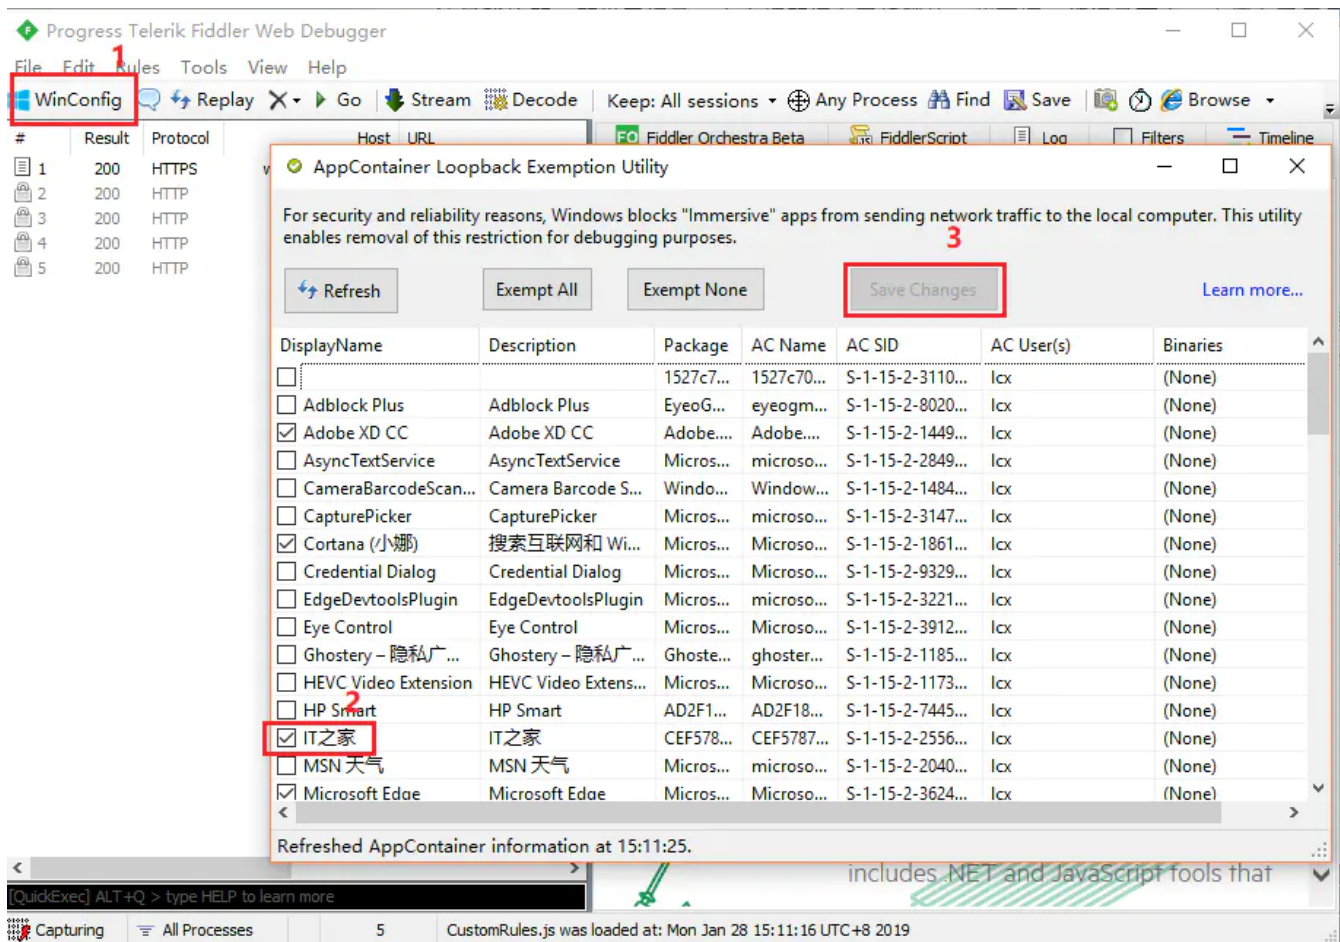 Progress Telerik Fiddler Web Debugger
1
File Edit Rules Tools View Help
WinConfig Replay Go Stream Decode Keep: All sessions Any Process Find Save Browse
# Result Protocol Host URL Fiddler Orchestra Beta FiddlerScript Log Filters Timeline
1 200 HTTPS
2 200 HTTP
3 200 HTTP
4 200 HTTP
5 200 HTTP
AppContainer Loopback Exemption Utility
For security and reliability reasons, Windows blocks "Immersive" apps from sending network traffic to the local computer. This utility
enables removal of this restriction for debugging purposes.
3
Refresh Exempt All Exempt None Save Changes Learn more...
DisplayName Description Package AC Name AC SID AC User(s) Binaries
1527c7... 1527c70... S-1-15-2-3110... lcx (None)
Adblock Plus Adblock Plus EyeoG... eyeogm... S-1-15-2-8020... lcx (None)
Adobe XD CC Adobe XD CC Adobe.... Adobe.... S-1-15-2-1449... lcx (None)
AsyncTextService AsyncTextService Micros... microso... S-1-15-2-2849... lcx (None)
CameraBarcodeScan... Camera Barcode S... Windo... Window... S-1-15-2-1484... lcx (None)
CapturePicker CapturePicker Micros... microso... S-1-15-2-3147... lcx (None)
Cortana (小娜) 搜索互联网和 Wi... Micros... Microso... S-1-15-2-1861... lcx (None)
Credential Dialog Credential Dialog Micros... Microso... S-1-15-2-9329... lcx (None)
EdgeDevtoolsPlugin EdgeDevtoolsPlugin Micros... microso... S-1-15-2-3221... lcx (None)
Eye Control Eye Control Micros... Microso... S-1-15-2-3912... lcx (None)
Ghostery – 隐私广... Ghostery – 隐私广... Ghoste... ghoster... S-1-15-2-1185... lcx (None)
HEVC Video Extension HEVC Video Extens... Micros... Microso... S-1-15-2-1173... lcx (None)
2
HP Smart HP Smart AD2F1... AD2F18... S-1-15-2-7445... lcx (None)
IT之家 IT之家 CEF578... CEF5787... S-1-15-2-2556... lcx (None)
MSN 天气 MSN 天气 Micros... microso... S-1-15-2-2040... lcx (None)
Microsoft Edge Microsoft Edge Micros... Microso... S-1-15-2-3624... lcx (None)
Refreshed AppContainer information at 15:11:25.
includes .NET and JavaScript tools that
[QuickExec] ALT+Q > type HELP to learn more
Capturing All Processes 5 CustomRules.js was loaded at: Mon Jan 28 15:11:16 UTC+8 2019